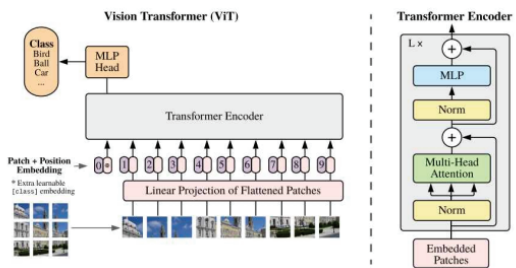 Vision Transformer (ViT)
Class
Bird
Ball
Car
...
MLP
Head
Transformer Encoder
Patch + Position
Embedding
* Extra learnable
[class] embedding
0 * 1 2 3 4 5 6 7 8 9
Linear Projection of Flattened Patches
Transformer Encoder
L ×
+
MLP
Norm
+
Multi-Head
Attention
Norm
Embedded
Patches